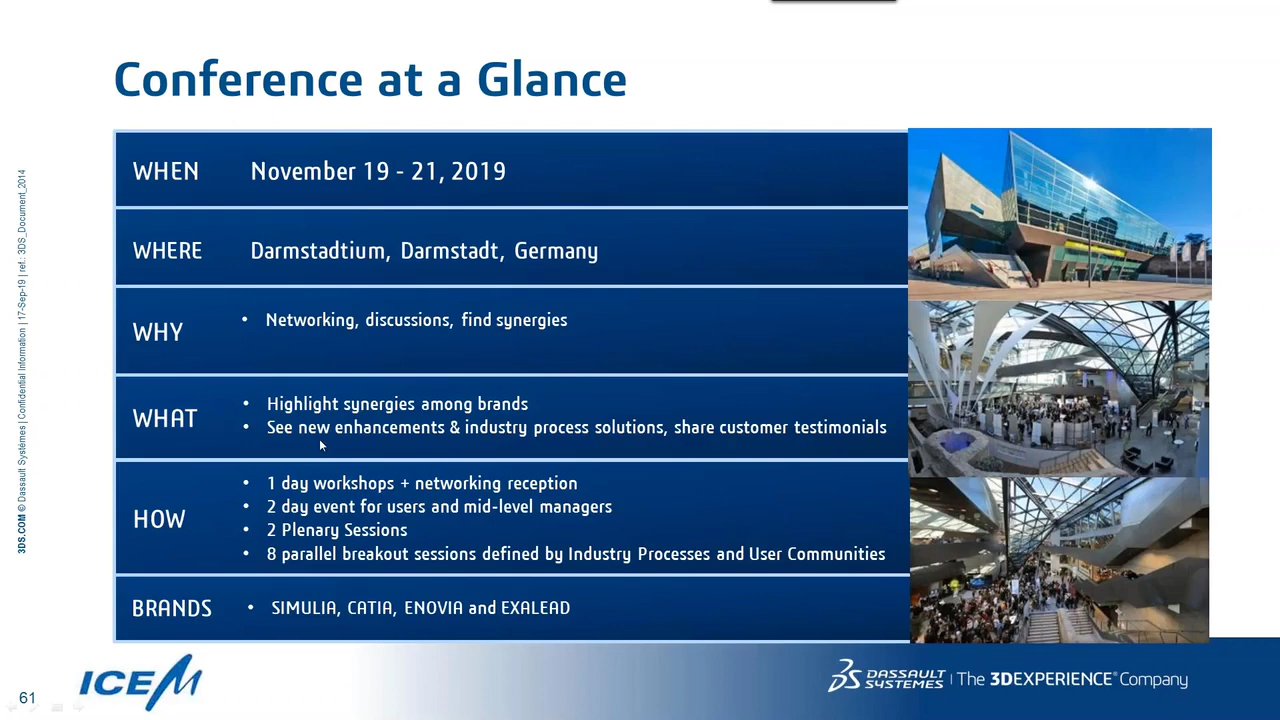 Conference at a Glance
WHEN November 19 - 21, 2019
WHERE Darmstadtium, Darmstadt, Germany
WHY
• Networking, discussions, find synergies
WHAT
• Highlight synergies among brands
• See new enhancements & industry process solutions, share customer testimonials
HOW
• 1 day workshops + networking reception
• 2 day event for users and mid-level managers
• 2 Plenary Sessions
• 8 parallel breakout sessions defined by Industry Processes and User Communities
BRANDS • SIMULIA, CATIA, ENOVIA and EXALEAD
3DS.COM © Dassault Systèmes | Confidential Information | 17-Sep-19 | ref.: 3DS_Document_2014
61
ICEM
DASSAULT SYSTEMES | The 3DEXPERIENCE® Company